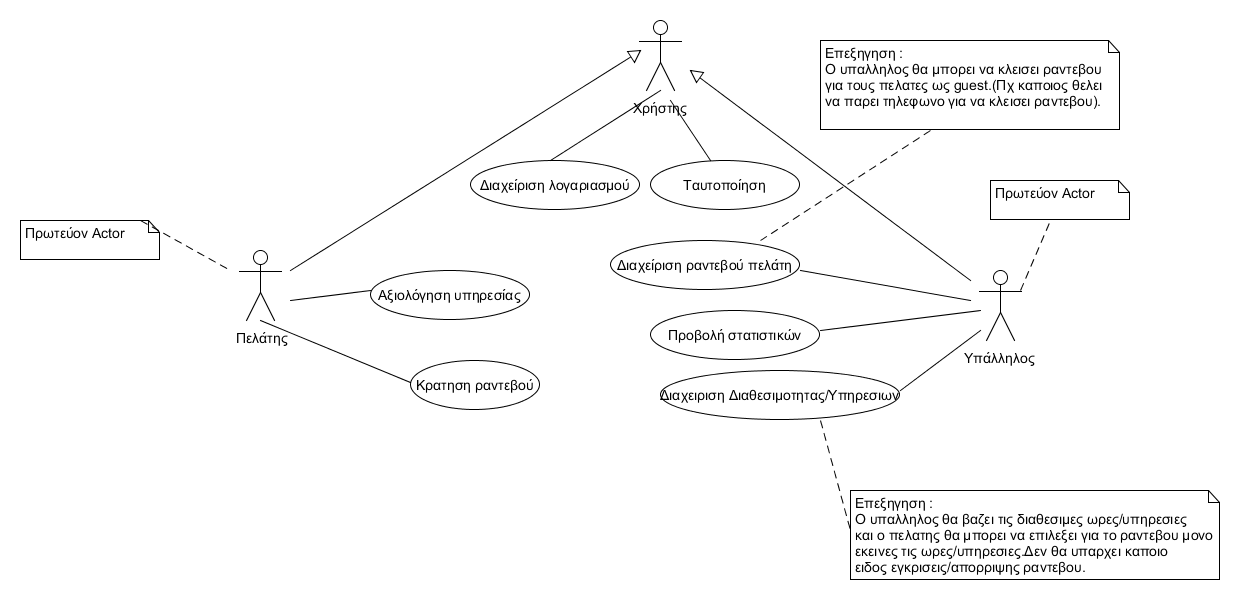 Επεξηγηση :
Ο υπαλληλος θα μπορει να κλεισει ραντεβου
για τους πελατες ως guest.(Πχ καποιος θελει
να παρει τηλεφωνο για να κλεισει ραντεβου).
Χρήστης
Διαχείριση λογαριασμού
Ταυτοποίηση
Πρωτεύον Actor
Πρωτεύον Actor
Διαχείριση ραντεβού πελάτη
Αξιολόγηση υπηρεσίας
Πελάτης
Προβολή στατιστικών
Υπάλληλος
Κρατηση ραντεβού
Διαχειριση Διαθεσιμοτητας/Υπηρεσιων
Επεξηγηση :
Ο υπαλληλος θα βαζει τις διαθεσιμες ωρες/υπηρεσιες
και ο πελατης θα μπορει να επιλεξει για το ραντεβου μονο
εκεινες τις ωρες/υπηρεσιες.Δεν θα υπαρχει καποιο
ειδος εγκρισεις/απορριψης ραντεβου.